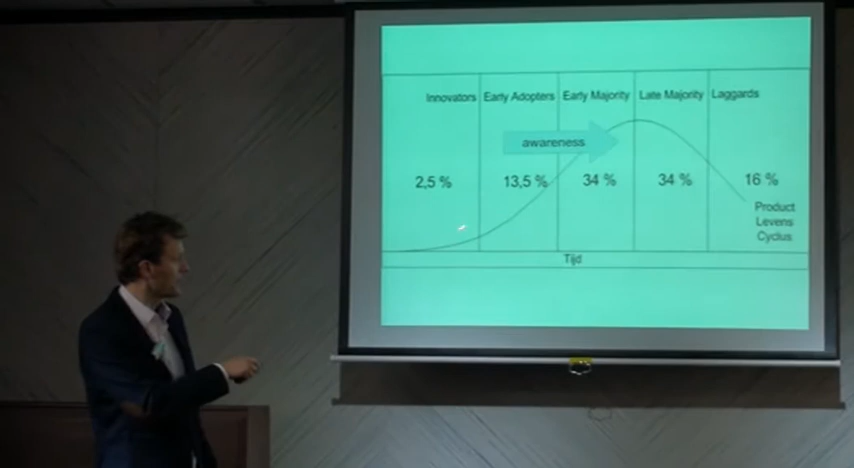 Innovators Early Adopters Early Majority Late Majority Laggards
awareness
2,5 % 13,5 % 34 % 34 % 16 %
Product
Levens
Cyclus
Tijd